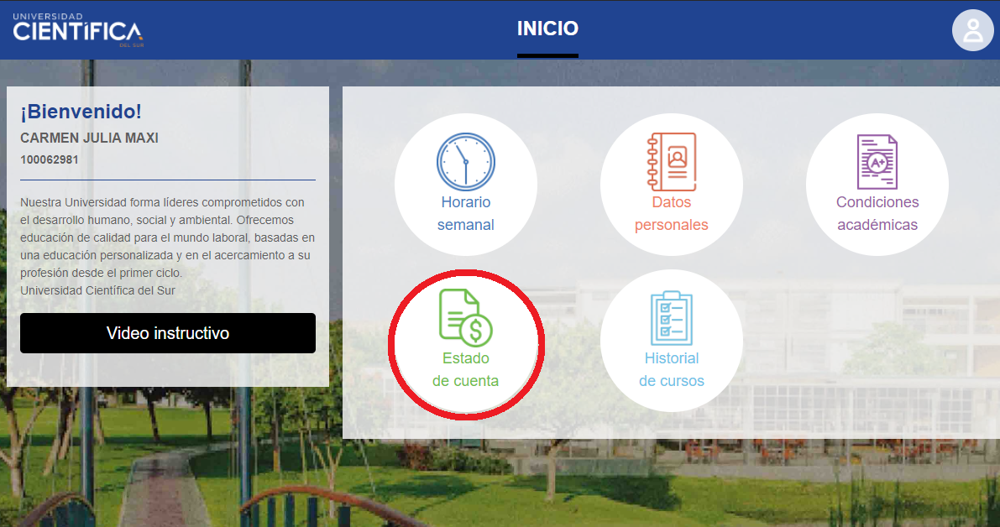 UNIVERSIDAD
CIENTÍFICA
DEL SUR
INICIO
¡Bienvenido!
CARMEN JULIA MAXI
100062981
Nuestra Universidad forma líderes comprometidos con
el desarrollo humano, social y ambiental. Ofrecemos
educación de calidad para el mundo laboral, basadas en
una educación personalizada y en el acercamiento a su
profesión desde el primer ciclo.
Universidad Científica del Sur
Video instructivo
Horario
semanal
Datos
personales
A+
Condiciones
académicas
$
Estado
de cuenta
Historial
de cursos